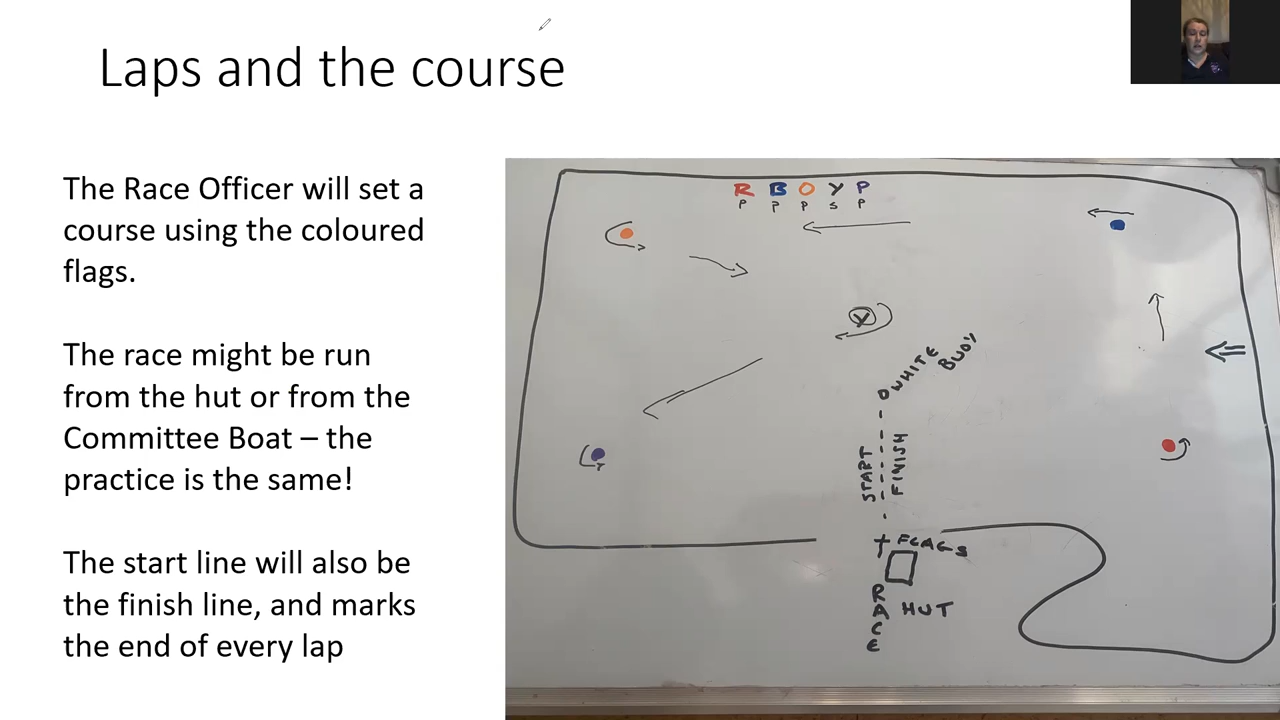 Laps and the course
The Race Officer will set a
course using the coloured
flags.
The race might be run
from the hut or from the
Committee Boat – the
practice is the same!
The start line will also be
the finish line, and marks
the end of every lap
R B O Y P
P P P S P
Y
WHITE
BUOY
START
FINISH
FLAGS
HUT
RACE